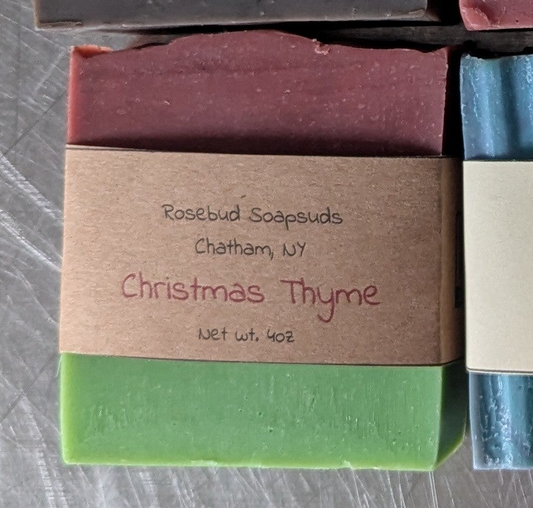 Rosebud Soapsuds
Chatham, NY
Christmas Thyme
Net wt. 4oz